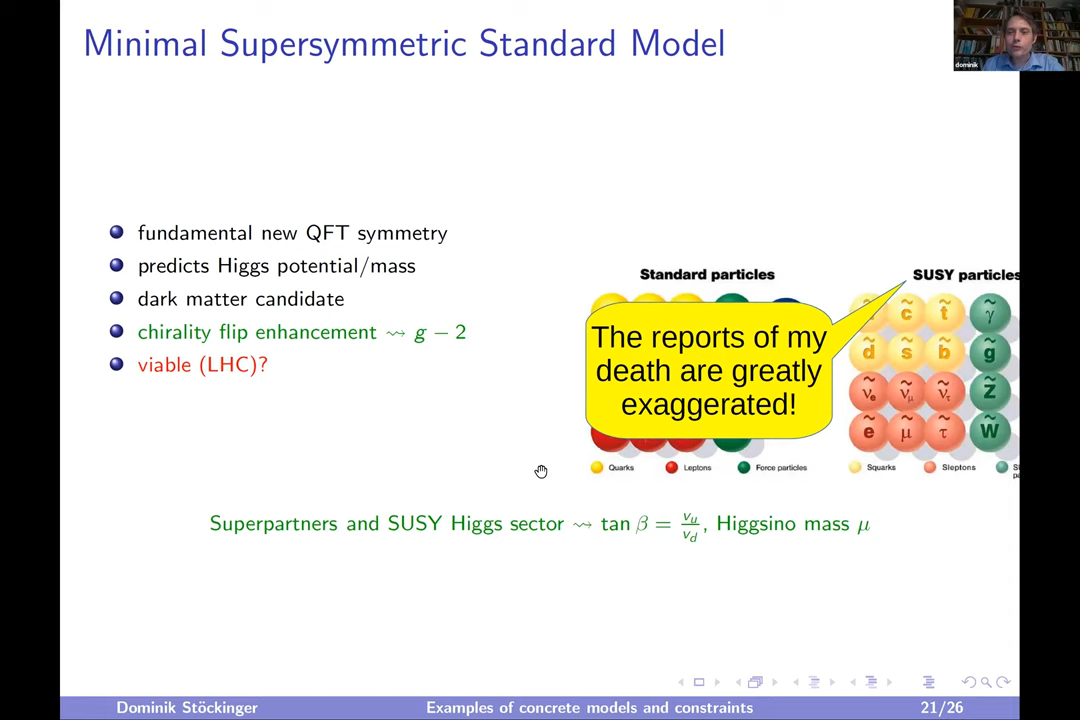 Minimal Supersymmetric Standard Model
dominik
fundamental new QFT symmetry
predicts Higgs potential/mass
dark matter candidate
chirality flip enhancement ⇝ g − 2
viable (LHC)?
Standard particles
SUSY particles
The reports of my
death are greatly
exaggerated!
c̃ t̃ γ̃
d̃ s̃ b̃ g̃
ν̃e ν̃μ ν̃τ Z̃
ẽ μ̃ τ̃ W̃
Quarks Leptons Force particles
Squarks Sleptons
Superpartners and SUSY Higgs sector ⇝ tan β = vu/vd, Higgsino mass μ
Dominik Stöckinger Examples of concrete models and constraints 21/26